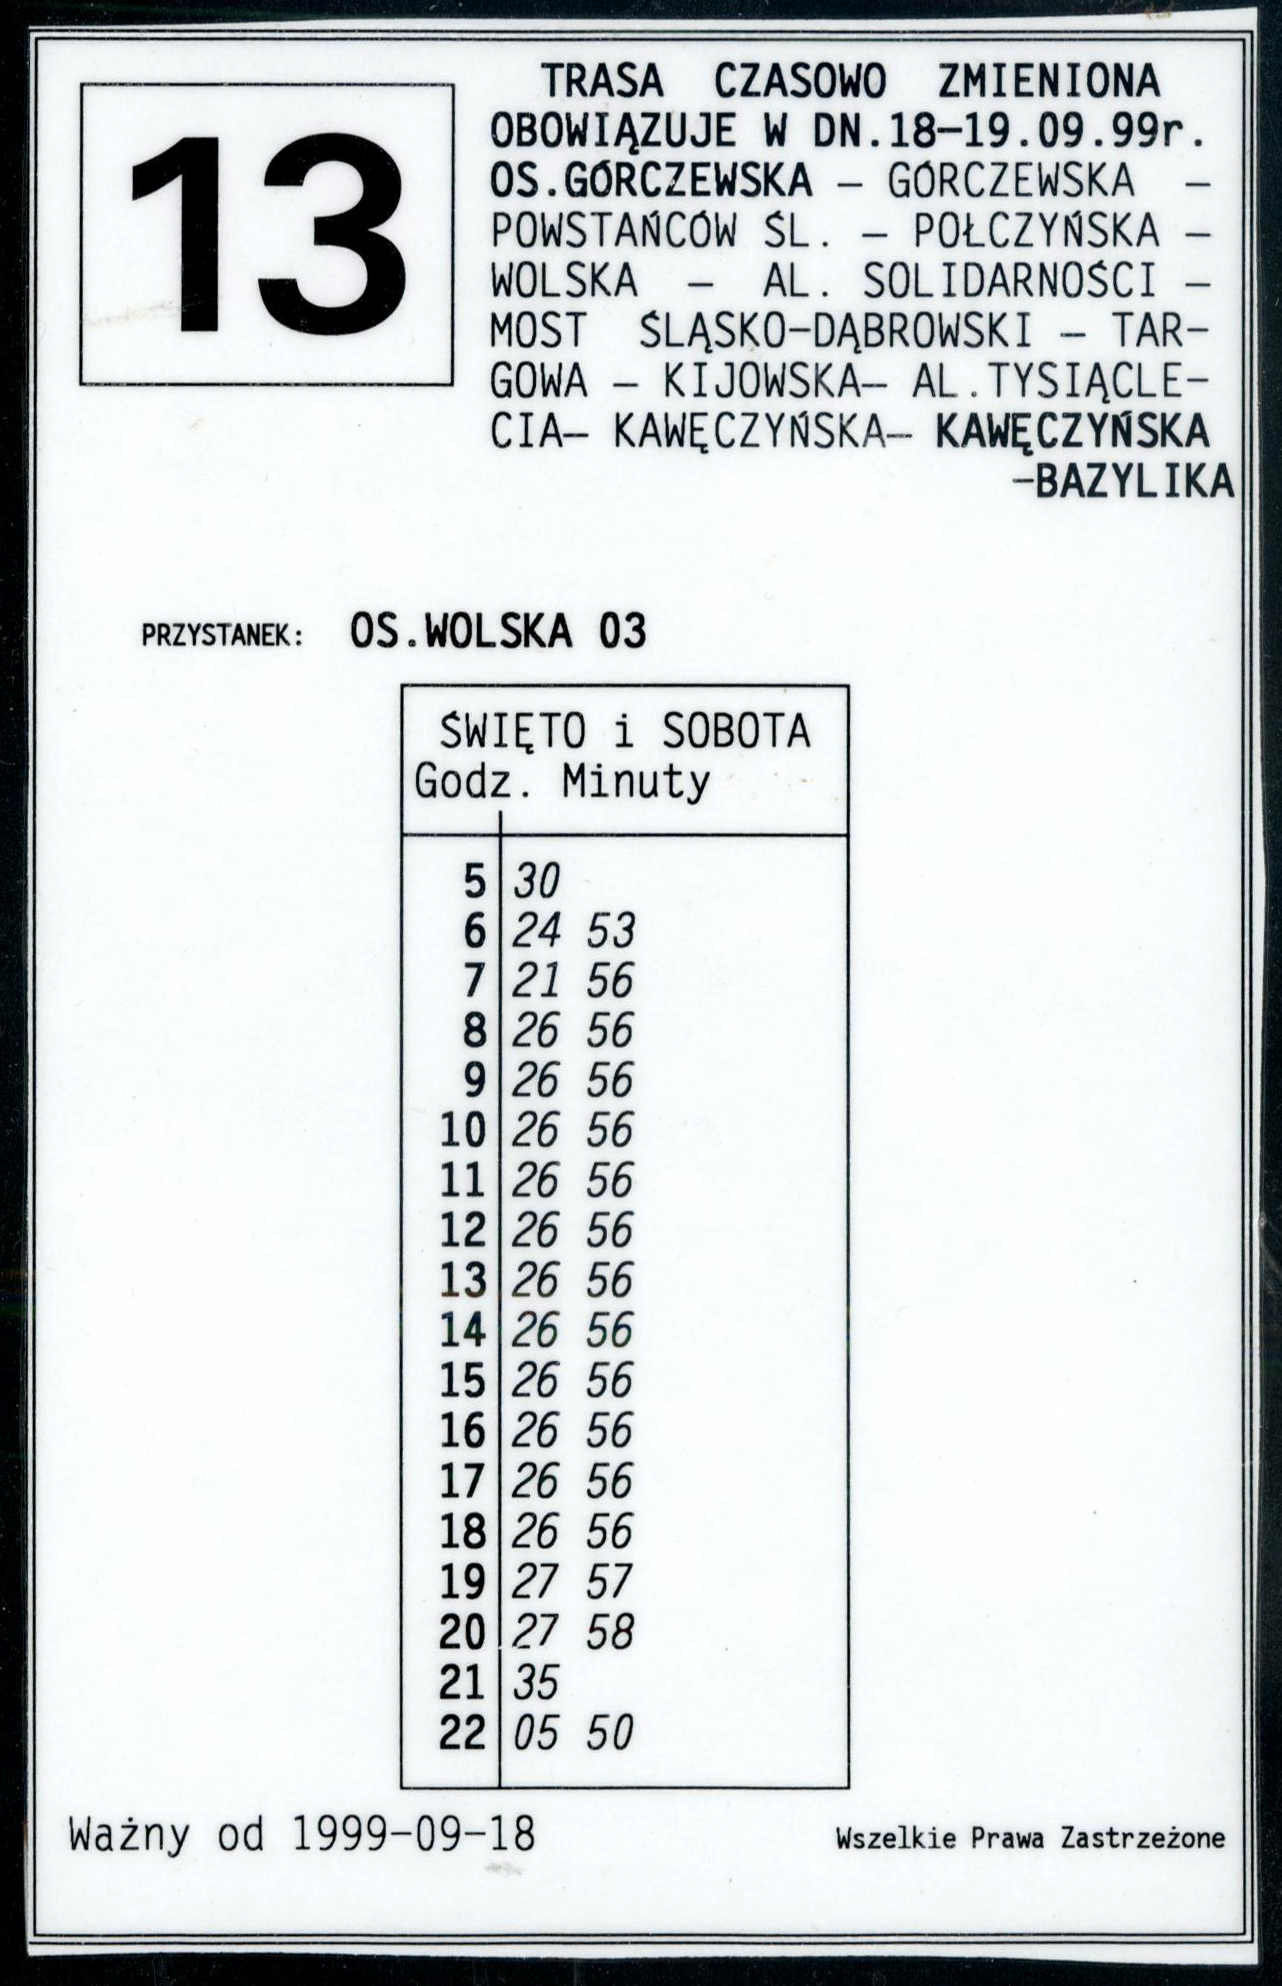 13
TRASA CZASOWO ZMIENIONA
OBOWIĄZUJE W DN.18-19.09.99r.
OS.GÓRCZEWSKA - GÓRCZEWSKA -
POWSTAŃCÓW ŚL. - POŁCZYŃSKA -
WOLSKA - AL. SOLIDARNOŚCI -
MOST ŚLĄSKO-DĄBROWSKI - TAR-
GOWA - KIJOWSKA- AL.TYSIĄCLE-
CIA- KAWĘCZYŃSKA- KAWĘCZYŃSKA
-BAZYLIKA
PRZYSTANEK: OS.WOLSKA 03
ŚWIĘTO i SOBOTA
Godz. Minuty
5 30
6 24 53
7 21 56
8 26 56
9 26 56
10 26 56
11 26 56
12 26 56
13 26 56
14 26 56
15 26 56
16 26 56
17 26 56
18 26 56
19 27 57
20 27 58
21 35
22 05 50
Ważny od 1999-09-18
Wszelkie Prawa Zastrzeżone